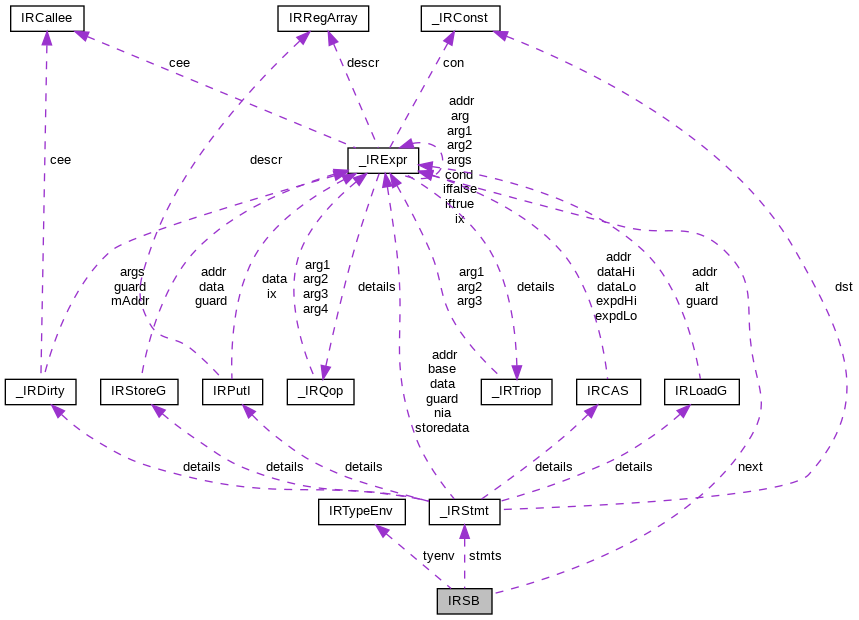 IRCallee
IRRegArray
_IRConst
cee
descr
con
addr
arg
arg1
arg2
args
cond
iffalse
iftrue
ix
_IRExpr
cee
descr
args
guard
mAddr
addr
data
guard
data
ix
arg1
arg2
arg3
arg4
details
arg1
arg2
arg3
details
addr
dataHi
dataLo
expdHi
expdLo
addr
alt
guard
dst
addr
base
data
guard
nia
storedata
_IRDirty
IRStoreG
IRPutI
_IRQop
_IRTriop
IRCAS
IRLoadG
details
details
details
details
details
next
IRTypeEnv
_IRStmt
tyenv
stmts
IRSB